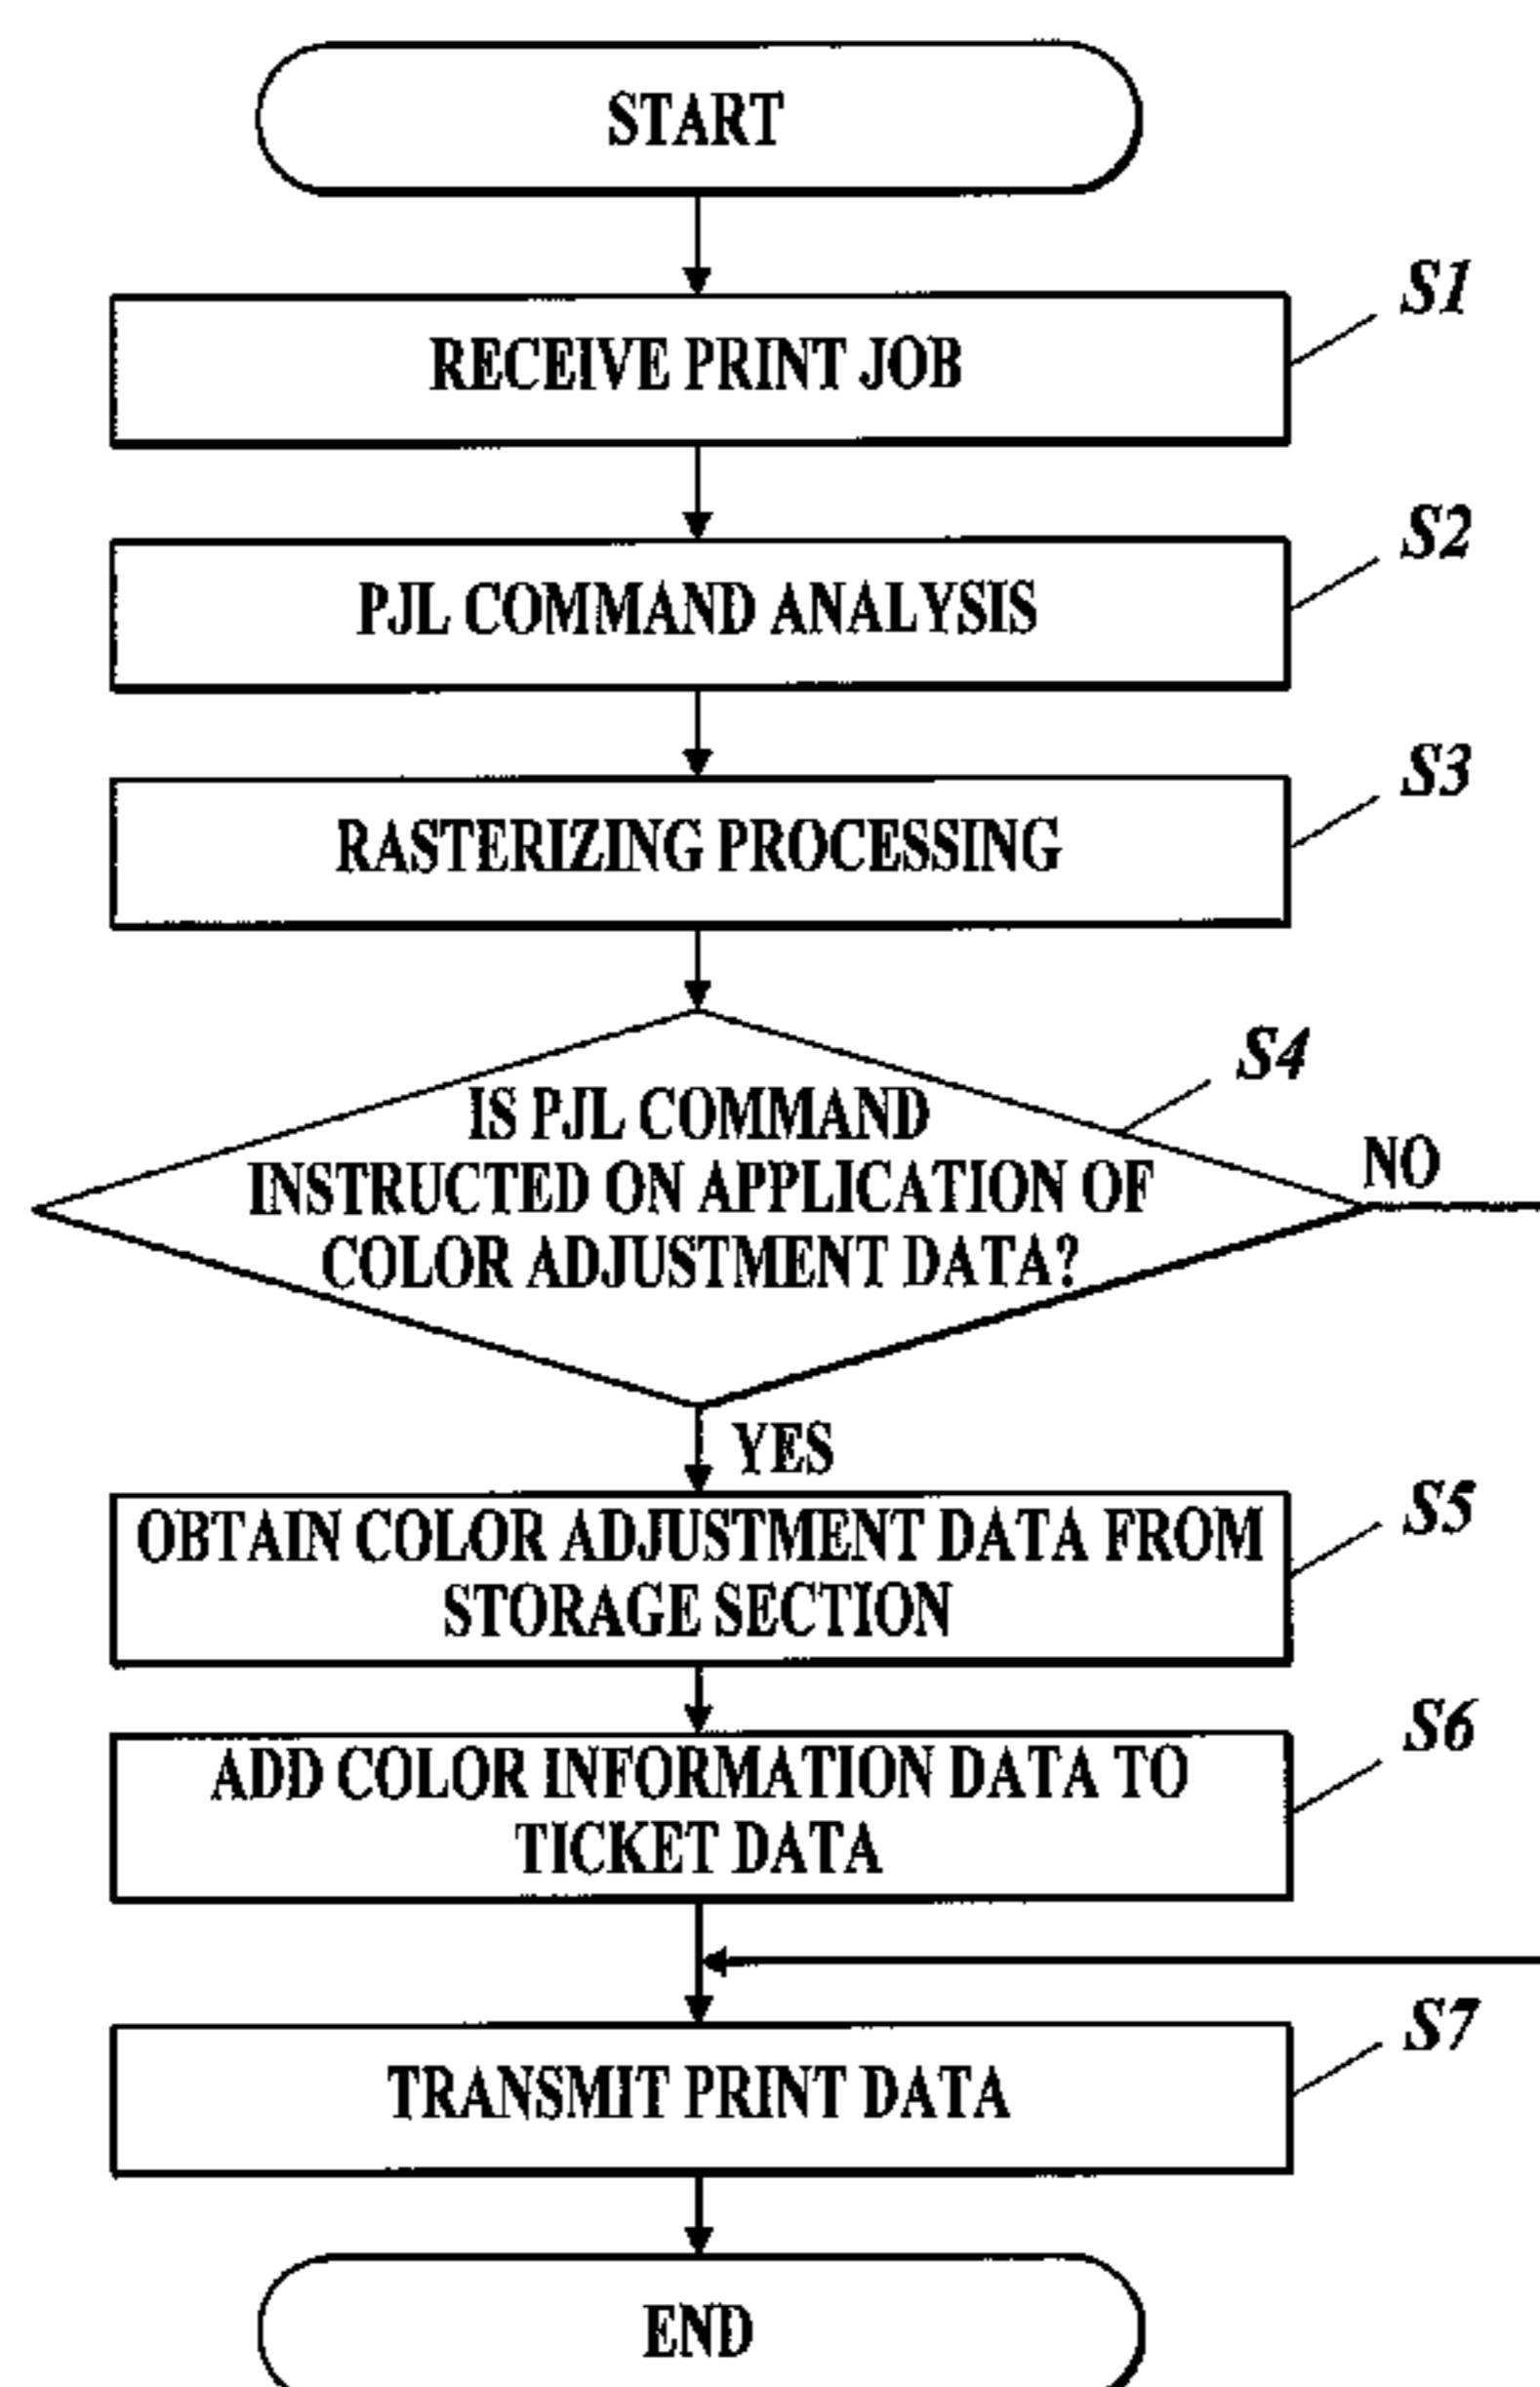 START
S1
RECEIVE PRINT JOB
S2
PJL COMMAND ANALYSIS
S3
RASTERIZING PROCESSING
S4
IS PJL COMMAND
INSTRUCTED ON APPLICATION OF
COLOR ADJUSTMENT DATA?
NO
YES
S5
OBTAIN COLOR ADJUSTMENT DATA FROM
STORAGE SECTION
S6
ADD COLOR INFORMATION DATA TO
TICKET DATA
S7
TRANSMIT PRINT DATA
END